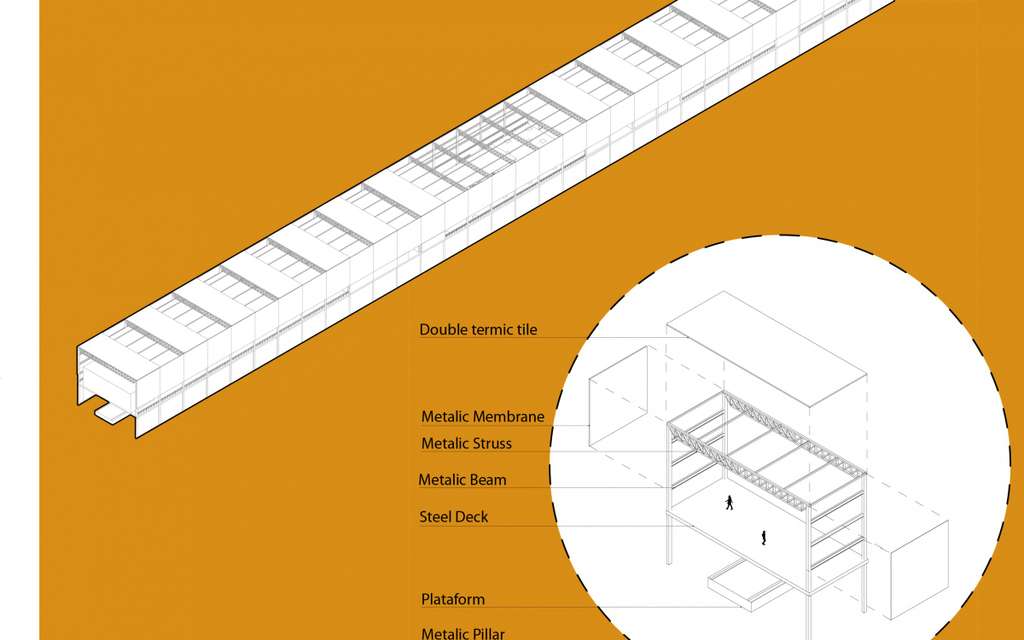 Double termic tile
Metalic Membrane
Metalic Struss
Metalic Beam
Steel Deck
Plataform
Metalic Pillar